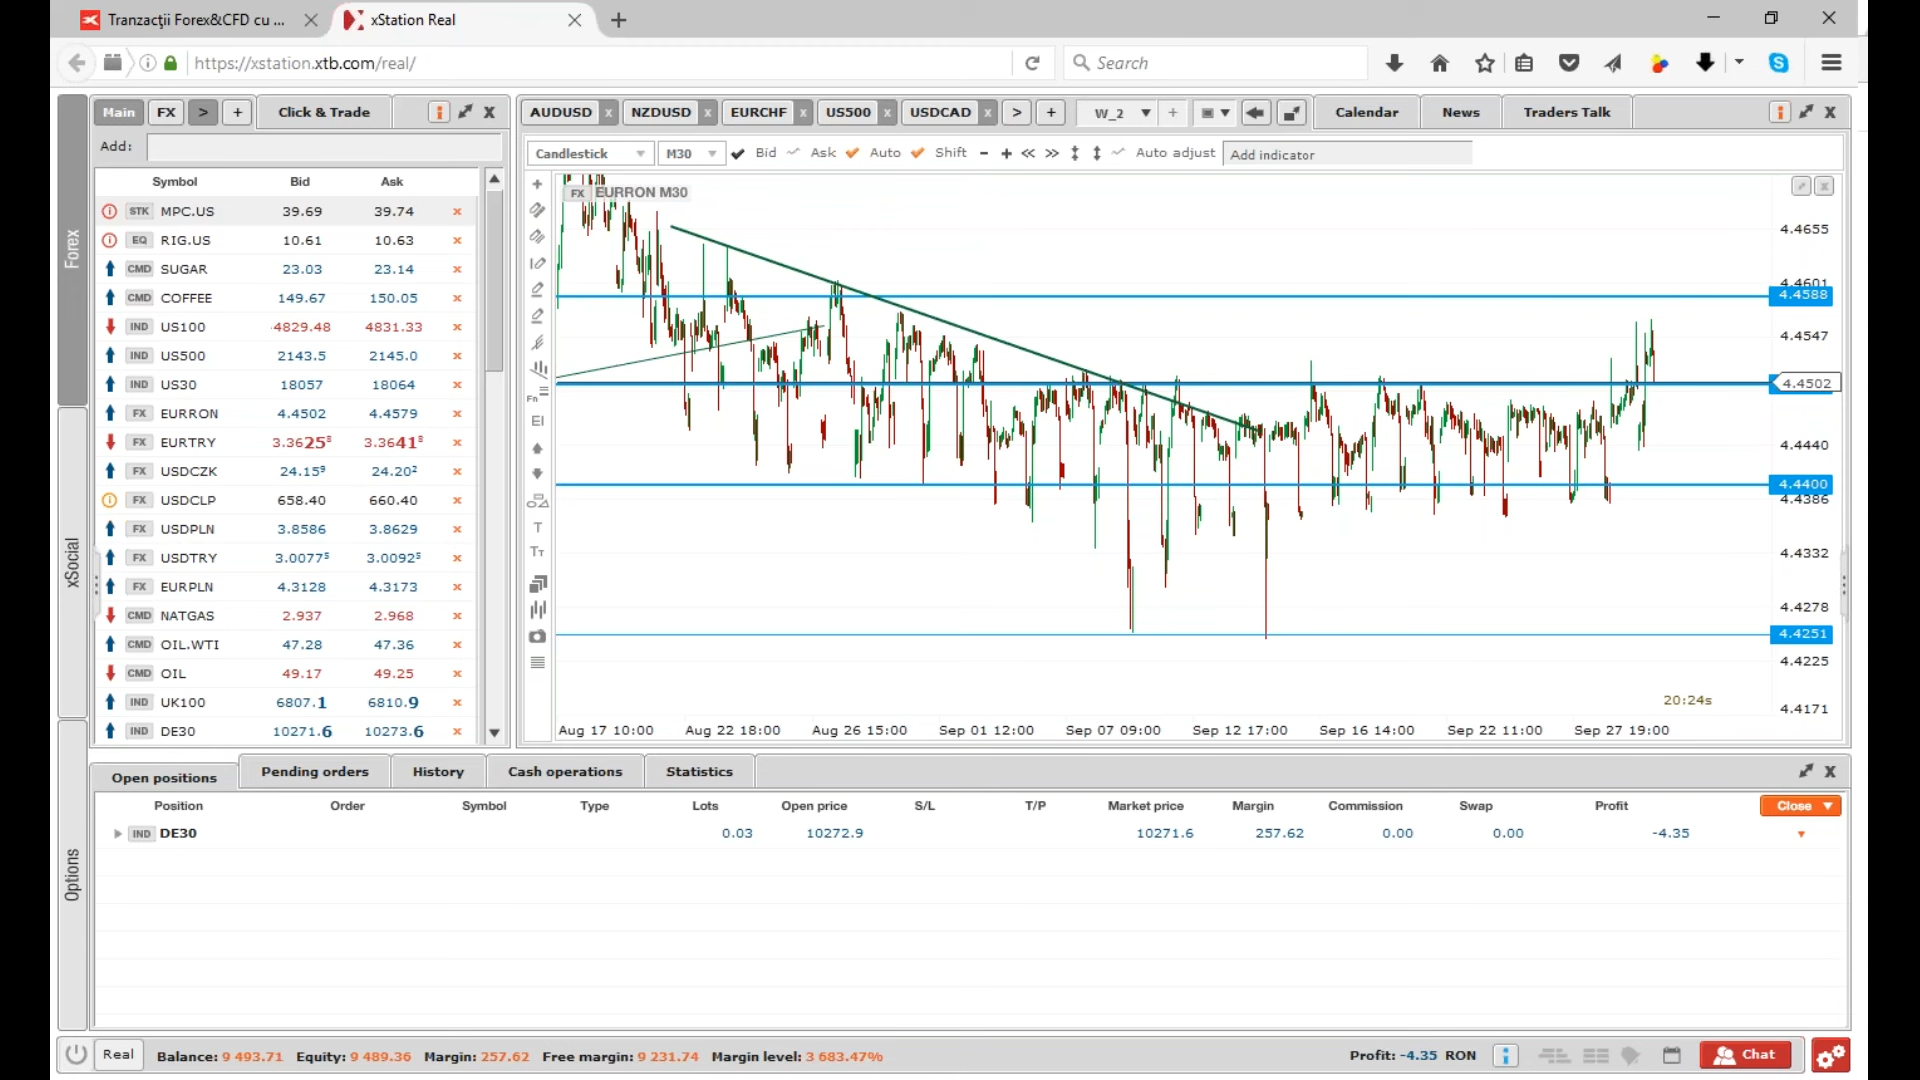 Tranzacţii Forex&CFD cu ...
xStation Real
https://xstation.xtb.com/real/
Search
Main FX > + Click & Trade
Add:
Symbol Bid Ask
STK MPC.US 39.69 39.74
EQ RIG.US 10.61 10.63
CMD SUGAR 23.03 23.14
CMD COFFEE 149.67 150.05
IND US100 4829.48 4831.33
IND US500 2143.5 2145.0
IND US30 18057 18064
FX EURRON 4.4502 4.4579
FX EURTRY 3.3625⁸ 3.3641⁸
FX USDCZK 24.15⁹ 24.20²
FX USDCLP 658.40 660.40
FX USDPLN 3.8586 3.8629
FX USDTRY 3.0077⁵ 3.0092⁵
FX EURPLN 4.3128 4.3173
CMD NATGAS 2.937 2.968
CMD OIL.WTI 47.28 47.36
CMD OIL 49.17 49.25
IND UK100 6807.1 6810.9
IND DE30 10271.6 10273.6
Forex
xSocial
Options
AUDUSD x NZDUSD x EURCHF x US500 x USDCAD x > + W_2 +
Calendar News Traders Talk
Candlestick M30 Bid Ask Auto Shift - + << >> Auto adjust Add indicator
FX EURRON M30
Fn
EI
T
TT
4.4655
4.4601
4.4588
4.4547
4.4502
4.4440
4.4400
4.4386
4.4332
4.4278
4.4251
4.4225
4.4171
20:24s
Aug 17 10:00 Aug 22 18:00 Aug 26 15:00 Sep 01 12:00 Sep 07 09:00 Sep 12 17:00 Sep 16 14:00 Sep 22 11:00 Sep 27 19:00
Open positions Pending orders History Cash operations Statistics
Position Order Symbol Type Lots Open price S/L T/P Market price Margin Commission Swap Profit Close
IND DE30 0.03 10272.9 10271.6 257.62 0.00 0.00 -4.35
Real Balance: 9 493.71 Equity: 9 489.36 Margin: 257.62 Free margin: 9 231.74 Margin level: 3 683.47% Profit: -4.35 RON Chat